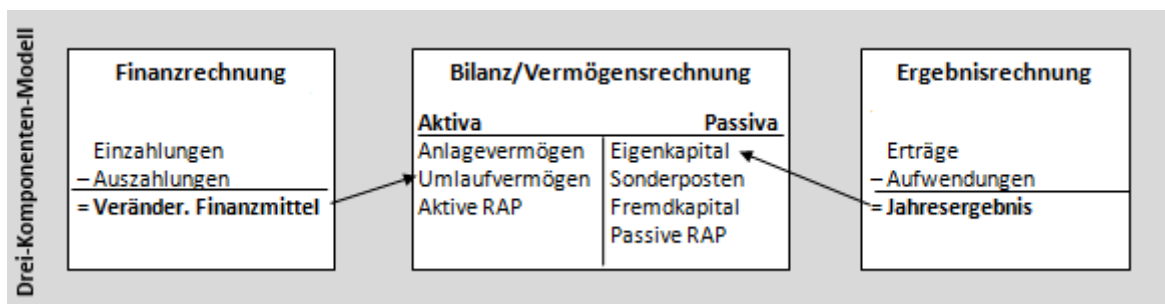 Drei-Komponenten-Modell
Finanzrechnung
Einzahlungen
– Auszahlungen
= Veränder. Finanzmittel
Bilanz/Vermögensrechnung
Aktiva Passiva
Anlagevermögen Eigenkapital
Umlaufvermögen Sonderposten
Aktive RAP Fremdkapital
Passive RAP
Ergebnisrechnung
Erträge
– Aufwendungen
= Jahresergebnis